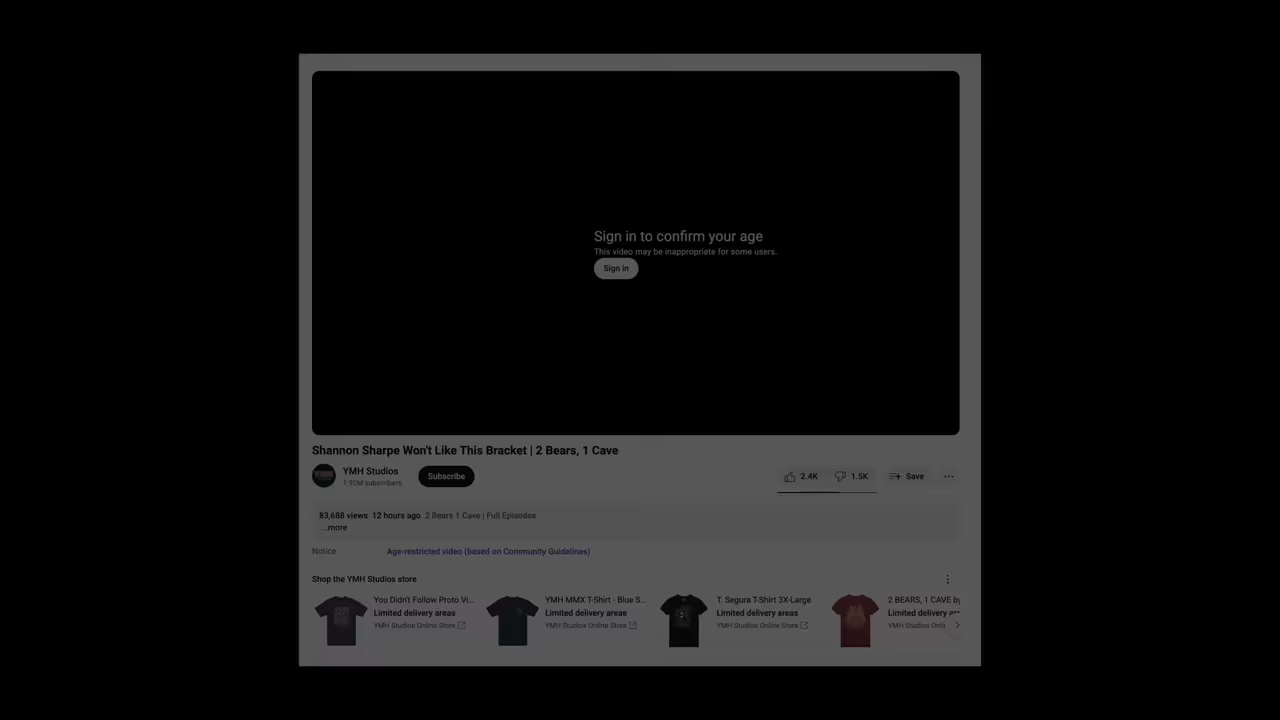 Sign in to confirm your age
This video may be inappropriate for some users.
Sign in
Shannon Sharpe Won't Like This Bracket | 2 Bears, 1 Cave
YMH Studios
1.92M subscribers
Subscribe
2.4K
1.5K
Save
83,688 views 12 hours ago 2 Bears 1 Cave | Full Episodes
...more
Notice
Age-restricted video (based on Community Guidelines)
Shop the YMH Studios store
You Didn't Follow Proto Vi...
Limited delivery areas
YMH Studios Online Store
YMH MMX T-Shirt - Blue S...
Limited delivery areas
YMH Studios Online Store
T. Segura T-Shirt 3X-Large
Limited delivery areas
YMH Studios Online Store
2 BEARS, 1 CAVE by
Limited delivery
YMH Studios